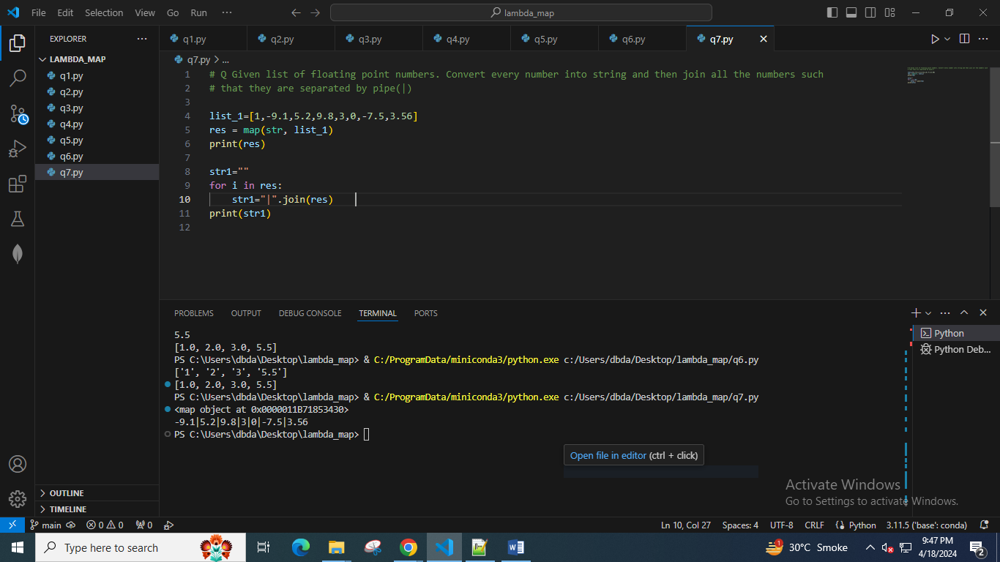 File Edit Selection View Go Run ··· lambda_map
EXPLORER ···
LAMBDA_MAP
q1.py
q2.py
q3.py
q4.py
q5.py
q6.py
q7.py
OUTLINE
TIMELINE
q1.py q2.py q3.py q4.py q5.py q6.py q7.py
q7.py > ...
1 # Q Given list of floating point numbers. Convert every number into string and then join all the numbers such
2 # that they are separated by pipe(|)
3
4 list_1=[1,-9.1,5.2,9.8,3,0,-7.5,3.56]
5 res = map(str, list_1)
6 print(res)
7
8 str1=""
9 for i in res:
10 str1="|".join(res)
11 print(str1)
12
PROBLEMS OUTPUT DEBUG CONSOLE TERMINAL PORTS
5.5
[1.0, 2.0, 3.0, 5.5]
PS C:\Users\dbda\Desktop\lambda_map> & C:/ProgramData/miniconda3/python.exe c:/Users/dbda/Desktop/lambda_map/q6.py
['1', '2', '3', '5.5']
[1.0, 2.0, 3.0, 5.5]
PS C:\Users\dbda\Desktop\lambda_map> & C:/ProgramData/miniconda3/python.exe c:/Users/dbda/Desktop/lambda_map/q7.py
<map object at 0x0000011B71853430>
-9.1|5.2|9.8|3|0|-7.5|3.56
PS C:\Users\dbda\Desktop\lambda_map>
Open file in editor (ctrl + click)
Python
Python Deb...
Activate Windows
Go to Settings to activate Windows.
main 0 0 0 Ln 10, Col 27 Spaces: 4 UTF-8 CRLF Python 3.11.5 ('base': conda)
Type here to search 1 30°C Smoke 9:47 PM
4/18/2024 2